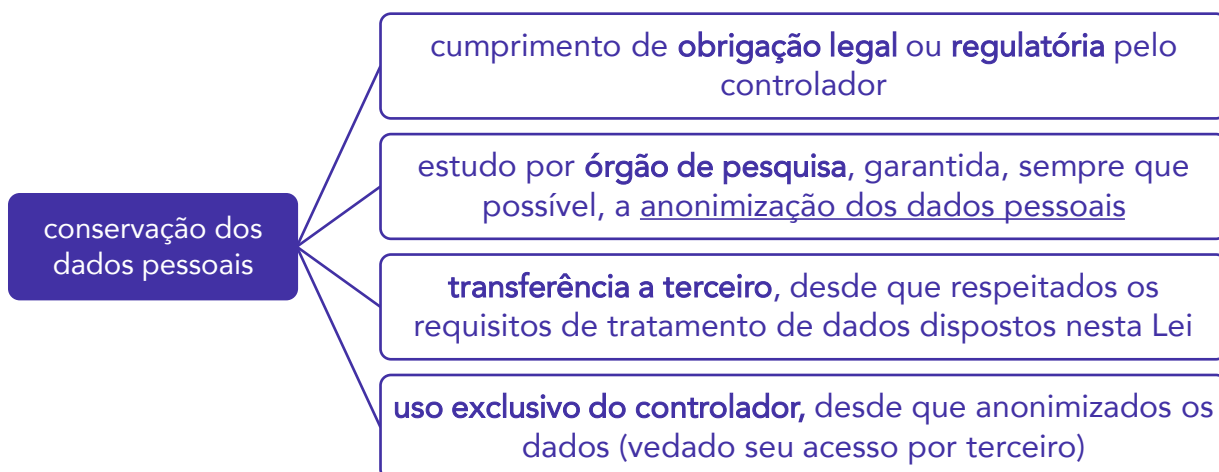 cumprimento de obrigação legal ou regulatória pelo
controlador
estudo por órgão de pesquisa, garantida, sempre que
possível, a anonimização dos dados pessoais
conservação dos
dados pessoais
transferência a terceiro, desde que respeitados os
requisitos de tratamento de dados dispostos nesta Lei
uso exclusivo do controlador, desde que anonimizados os
dados (vedado seu acesso por terceiro)